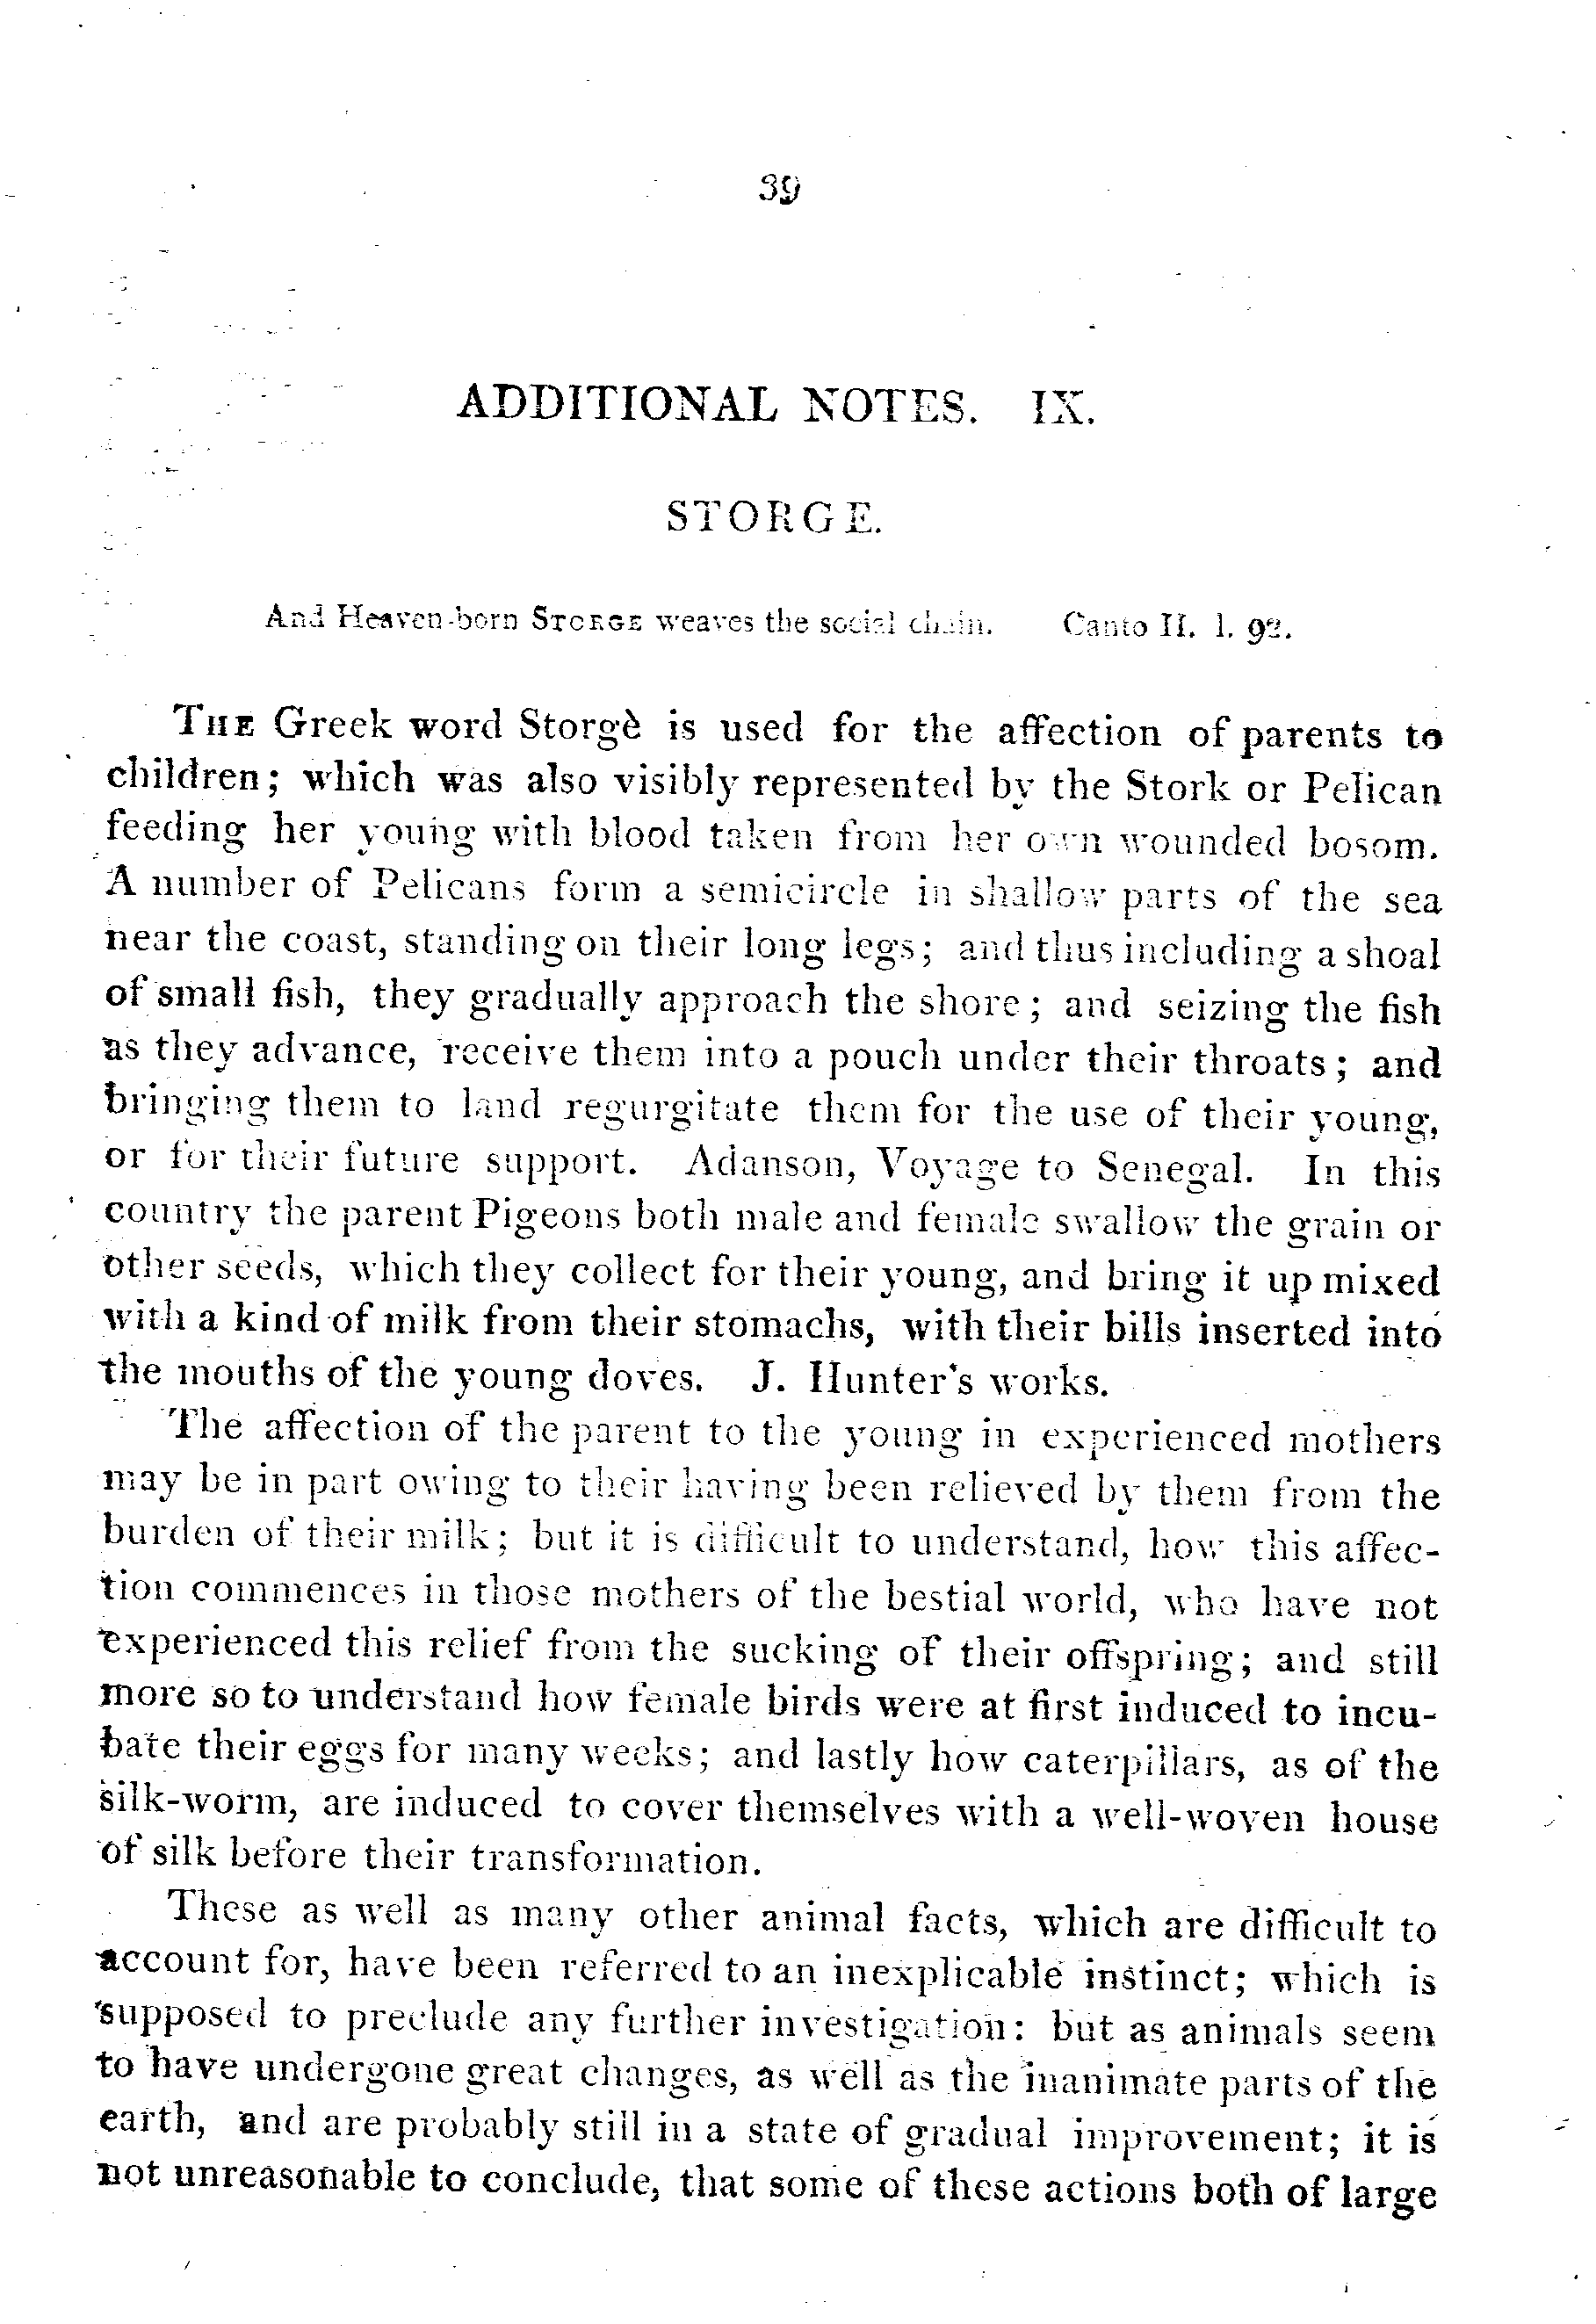 39
ADDITIONAL NOTES. IX.
STORGE.
And Heaven-born STORGE weaves the social chain. Canto II. l. 92.
THE Greek word Storgè is used for the affection of parents to
children; which was also visibly represented by the Stork or Pelican
feeding her young with blood taken from her own wounded bosom.
A number of Pelicans form a semicircle in shallow parts of the sea
near the coast, standing on their long legs; and thus including a shoal
of small fish, they gradually approach the shore; and seizing the fish
as they advance, receive them into a pouch under their throats; and
bringing them to land regurgitate them for the use of their young,
or for their future support. Adanson, Voyage to Senegal. In this
country the parent Pigeons both male and female swallow the grain or
other seeds, which they collect for their young, and bring it up mixed
with a kind of milk from their stomachs, with their bills inserted into
the mouths of the young doves. J. Hunter's works.
The affection of the parent to the young in experienced mothers
may be in part owing to their having been relieved by them from the
burden of their milk; but it is difficult to understand, how this affec-
tion commences in those mothers of the bestial world, who have not
experienced this relief from the sucking of their offspring; and still
more so to understand how female birds were at first induced to incu-
bate their eggs for many weeks; and lastly how caterpillars, as of the
silk-worm, are induced to cover themselves with a well-woven house
of silk before their transformation.
These as well as many other animal facts, which are difficult to
account for, have been referred to an inexplicable instinct; which is
supposed to preclude any further investigation: but as animals seem
to have undergone great changes, as well as the inanimate parts of the
earth, and are probably still in a state of gradual improvement; it is
not unreasonable to conclude, that some of these actions both of large